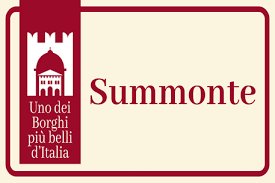 Uno dei
Borghi
più belli
d'Italia
Summonte